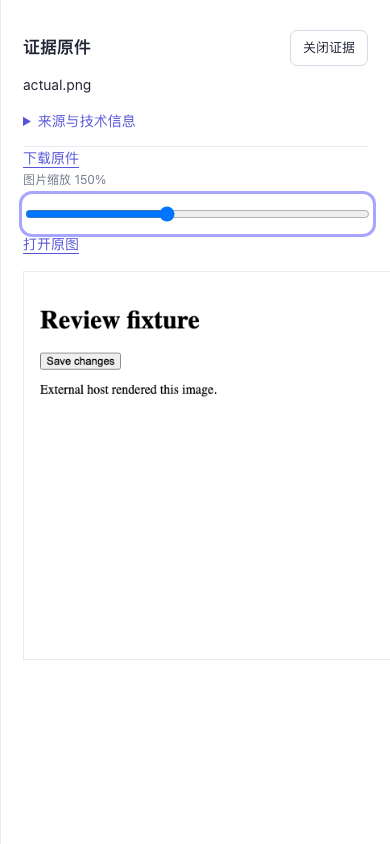 证据原件
关闭证据
actual.png
来源与技术信息
下载原件
图片缩放 150%
打开原图
Review fixture
Save changes
External host rendered this image.